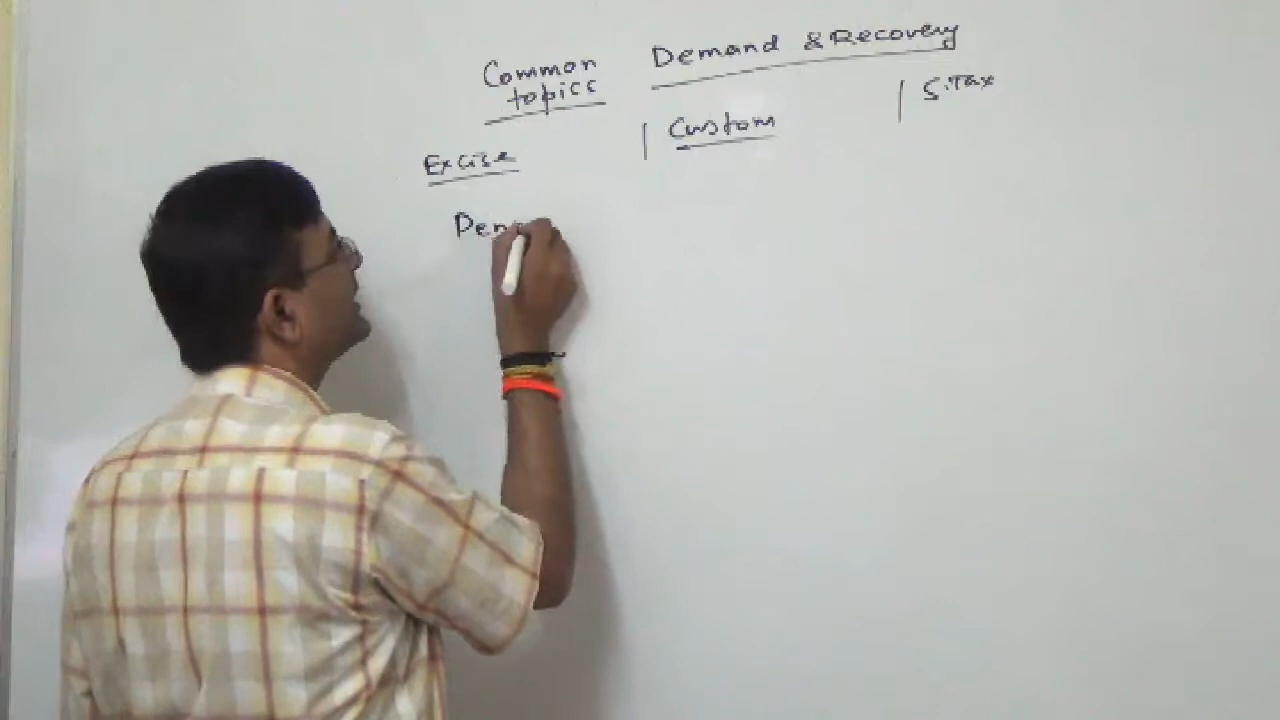 Common Demand & Recovery
topics
Excise | Custom | S.Tax